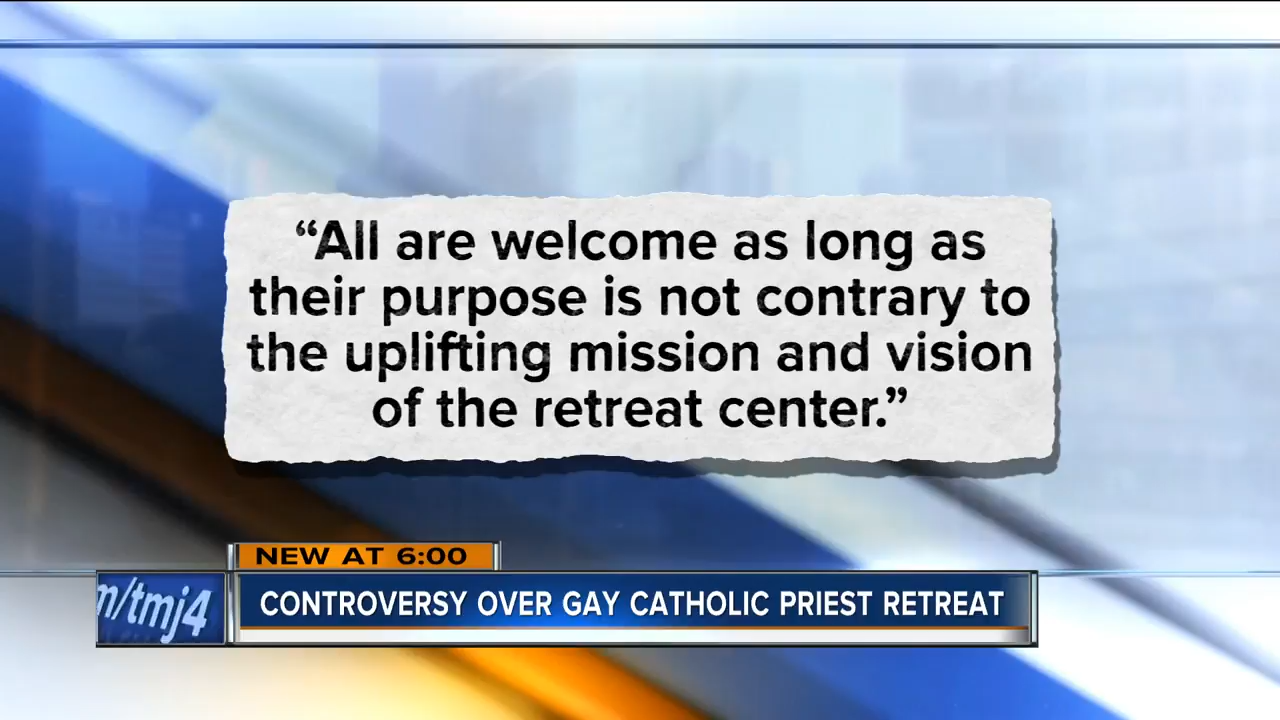 “All are welcome as long as
their purpose is not contrary to
the uplifting mission and vision
of the retreat center.”
NEW AT 6:00
m/tmj4
CONTROVERSY OVER GAY CATHOLIC PRIEST RETREAT